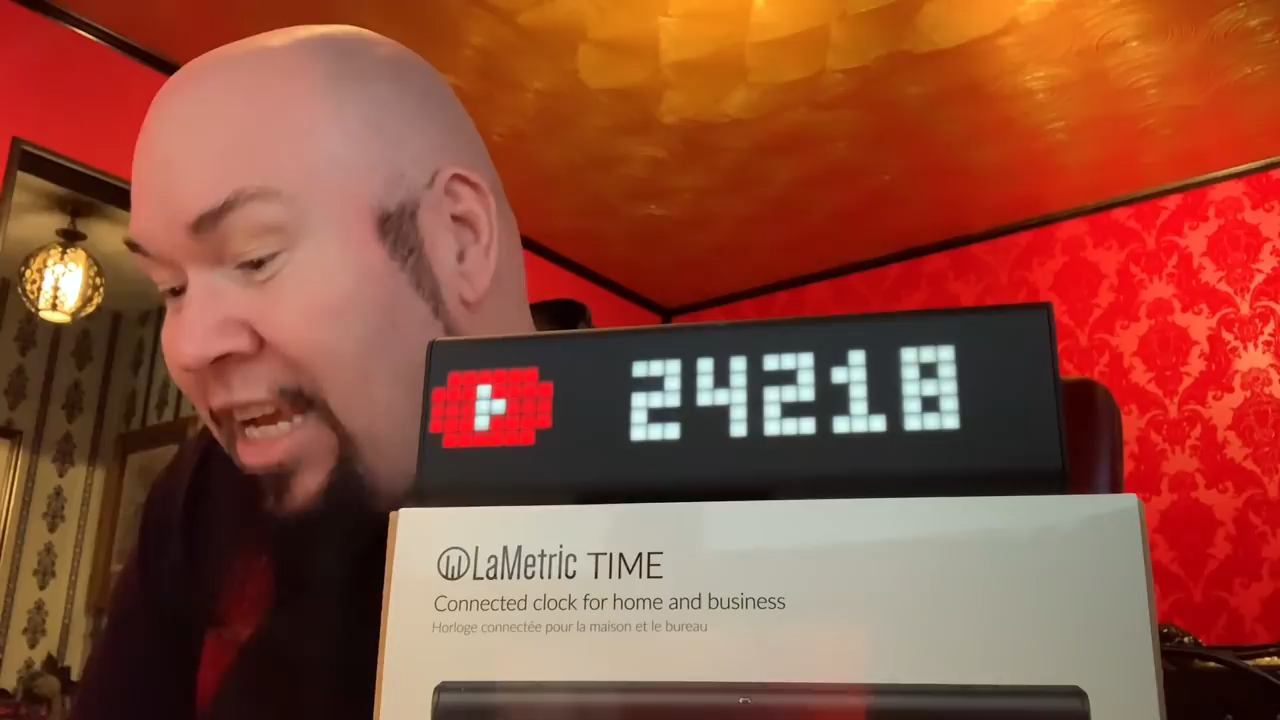 24218
LaMetric TIME
Connected clock for home and business
Horloge connectée pour la maison et le bureau